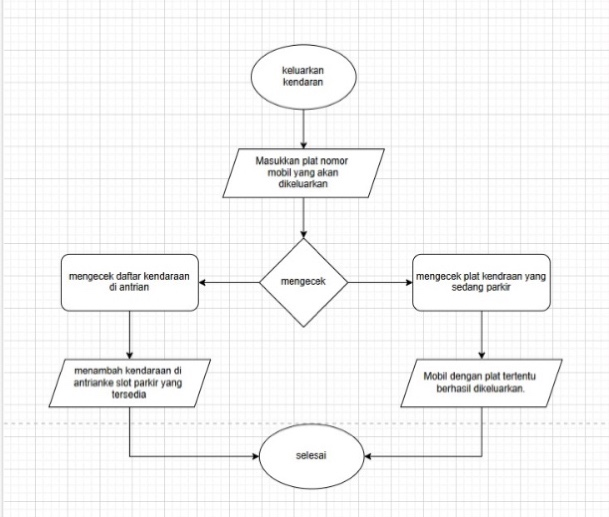 keluarkan
kendaran
Masukkan plat nomor
mobil yang akan
dikeluarkan
mengecek
mengecek daftar kendaraan
di antrian
mengecek plat kendraan yang
sedang parkir
menambah kendaraan di
antrianke slot parkir yang
tersedia
Mobil dengan plat tertentu
berhasil dikeluarkan.
selesai